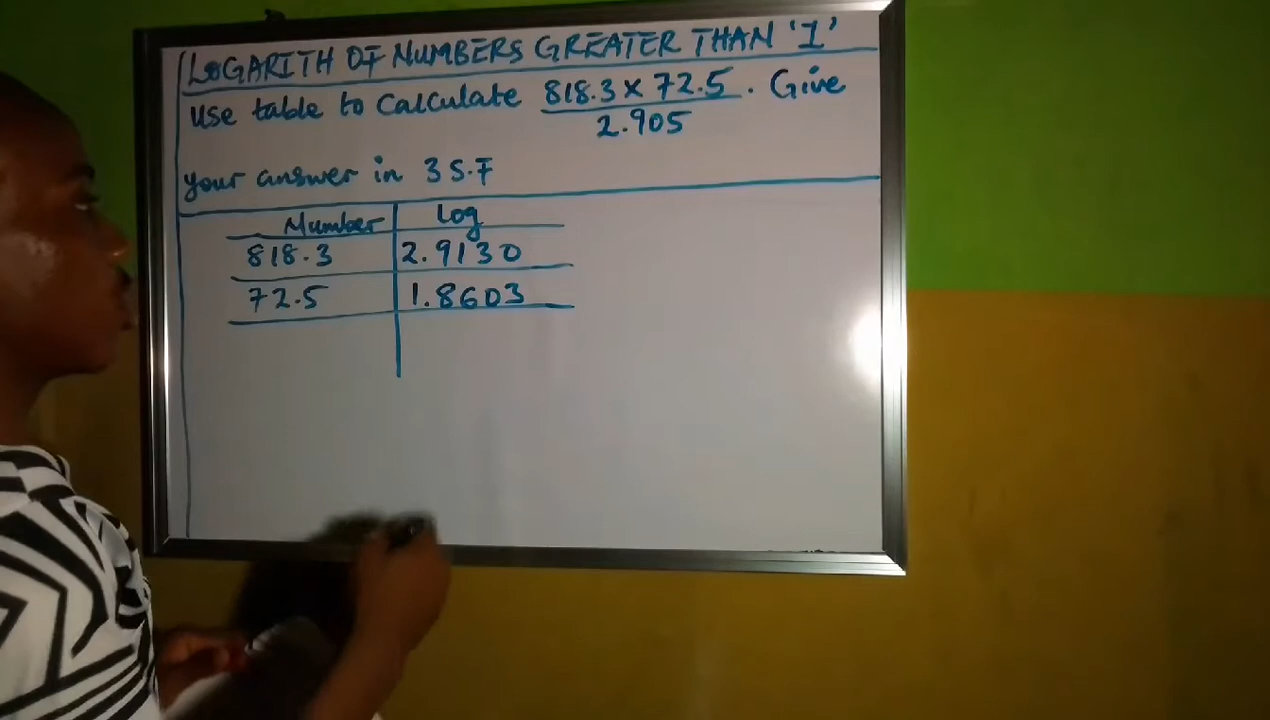 LOGARITH OF NUMBERS GREATER THAN '1'
Use table to Calculate 818.3 x 72.5 . Give
2.905
your answer in 3 S.F
Number Log
818.3 2.9130
72.5 1.8603